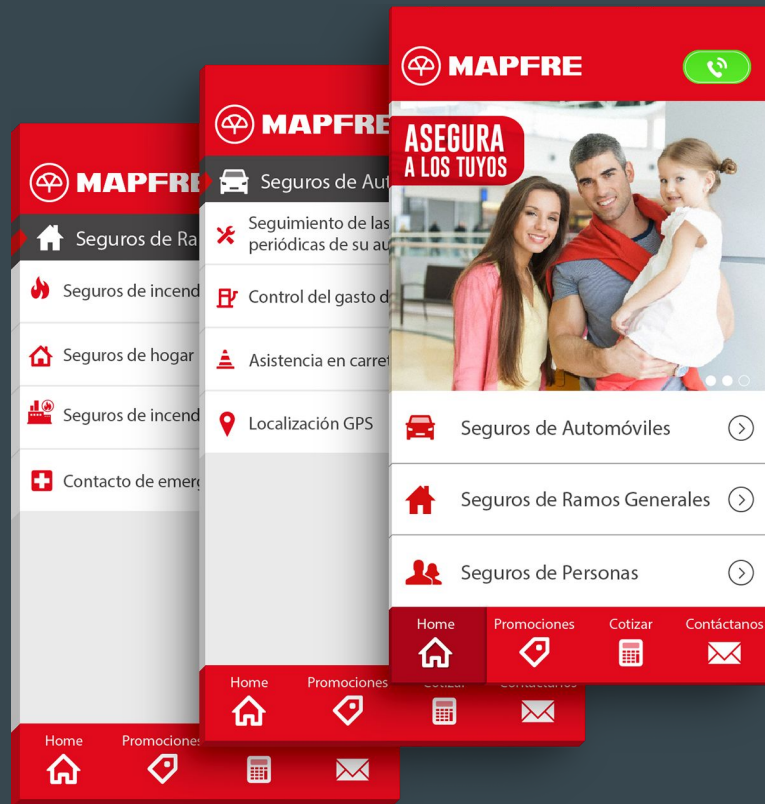 MAPFRE
Seguros de Ra
Seguros de incend
Seguros de hogar
Seguros de incend
Contacto de emer
Home
Promociones
MAPFRE
Seguros de Aut
Seguimiento de las
periódicas de su au
Control del gasto d
Asistencia en carret
Localización GPS
Home
Promociones
MAPFRE
ASEGURA
A LOS TUYOS
Seguros de Automóviles
Seguros de Ramos Generales
Seguros de Personas
Home
Promociones
Cotizar
Contáctanos